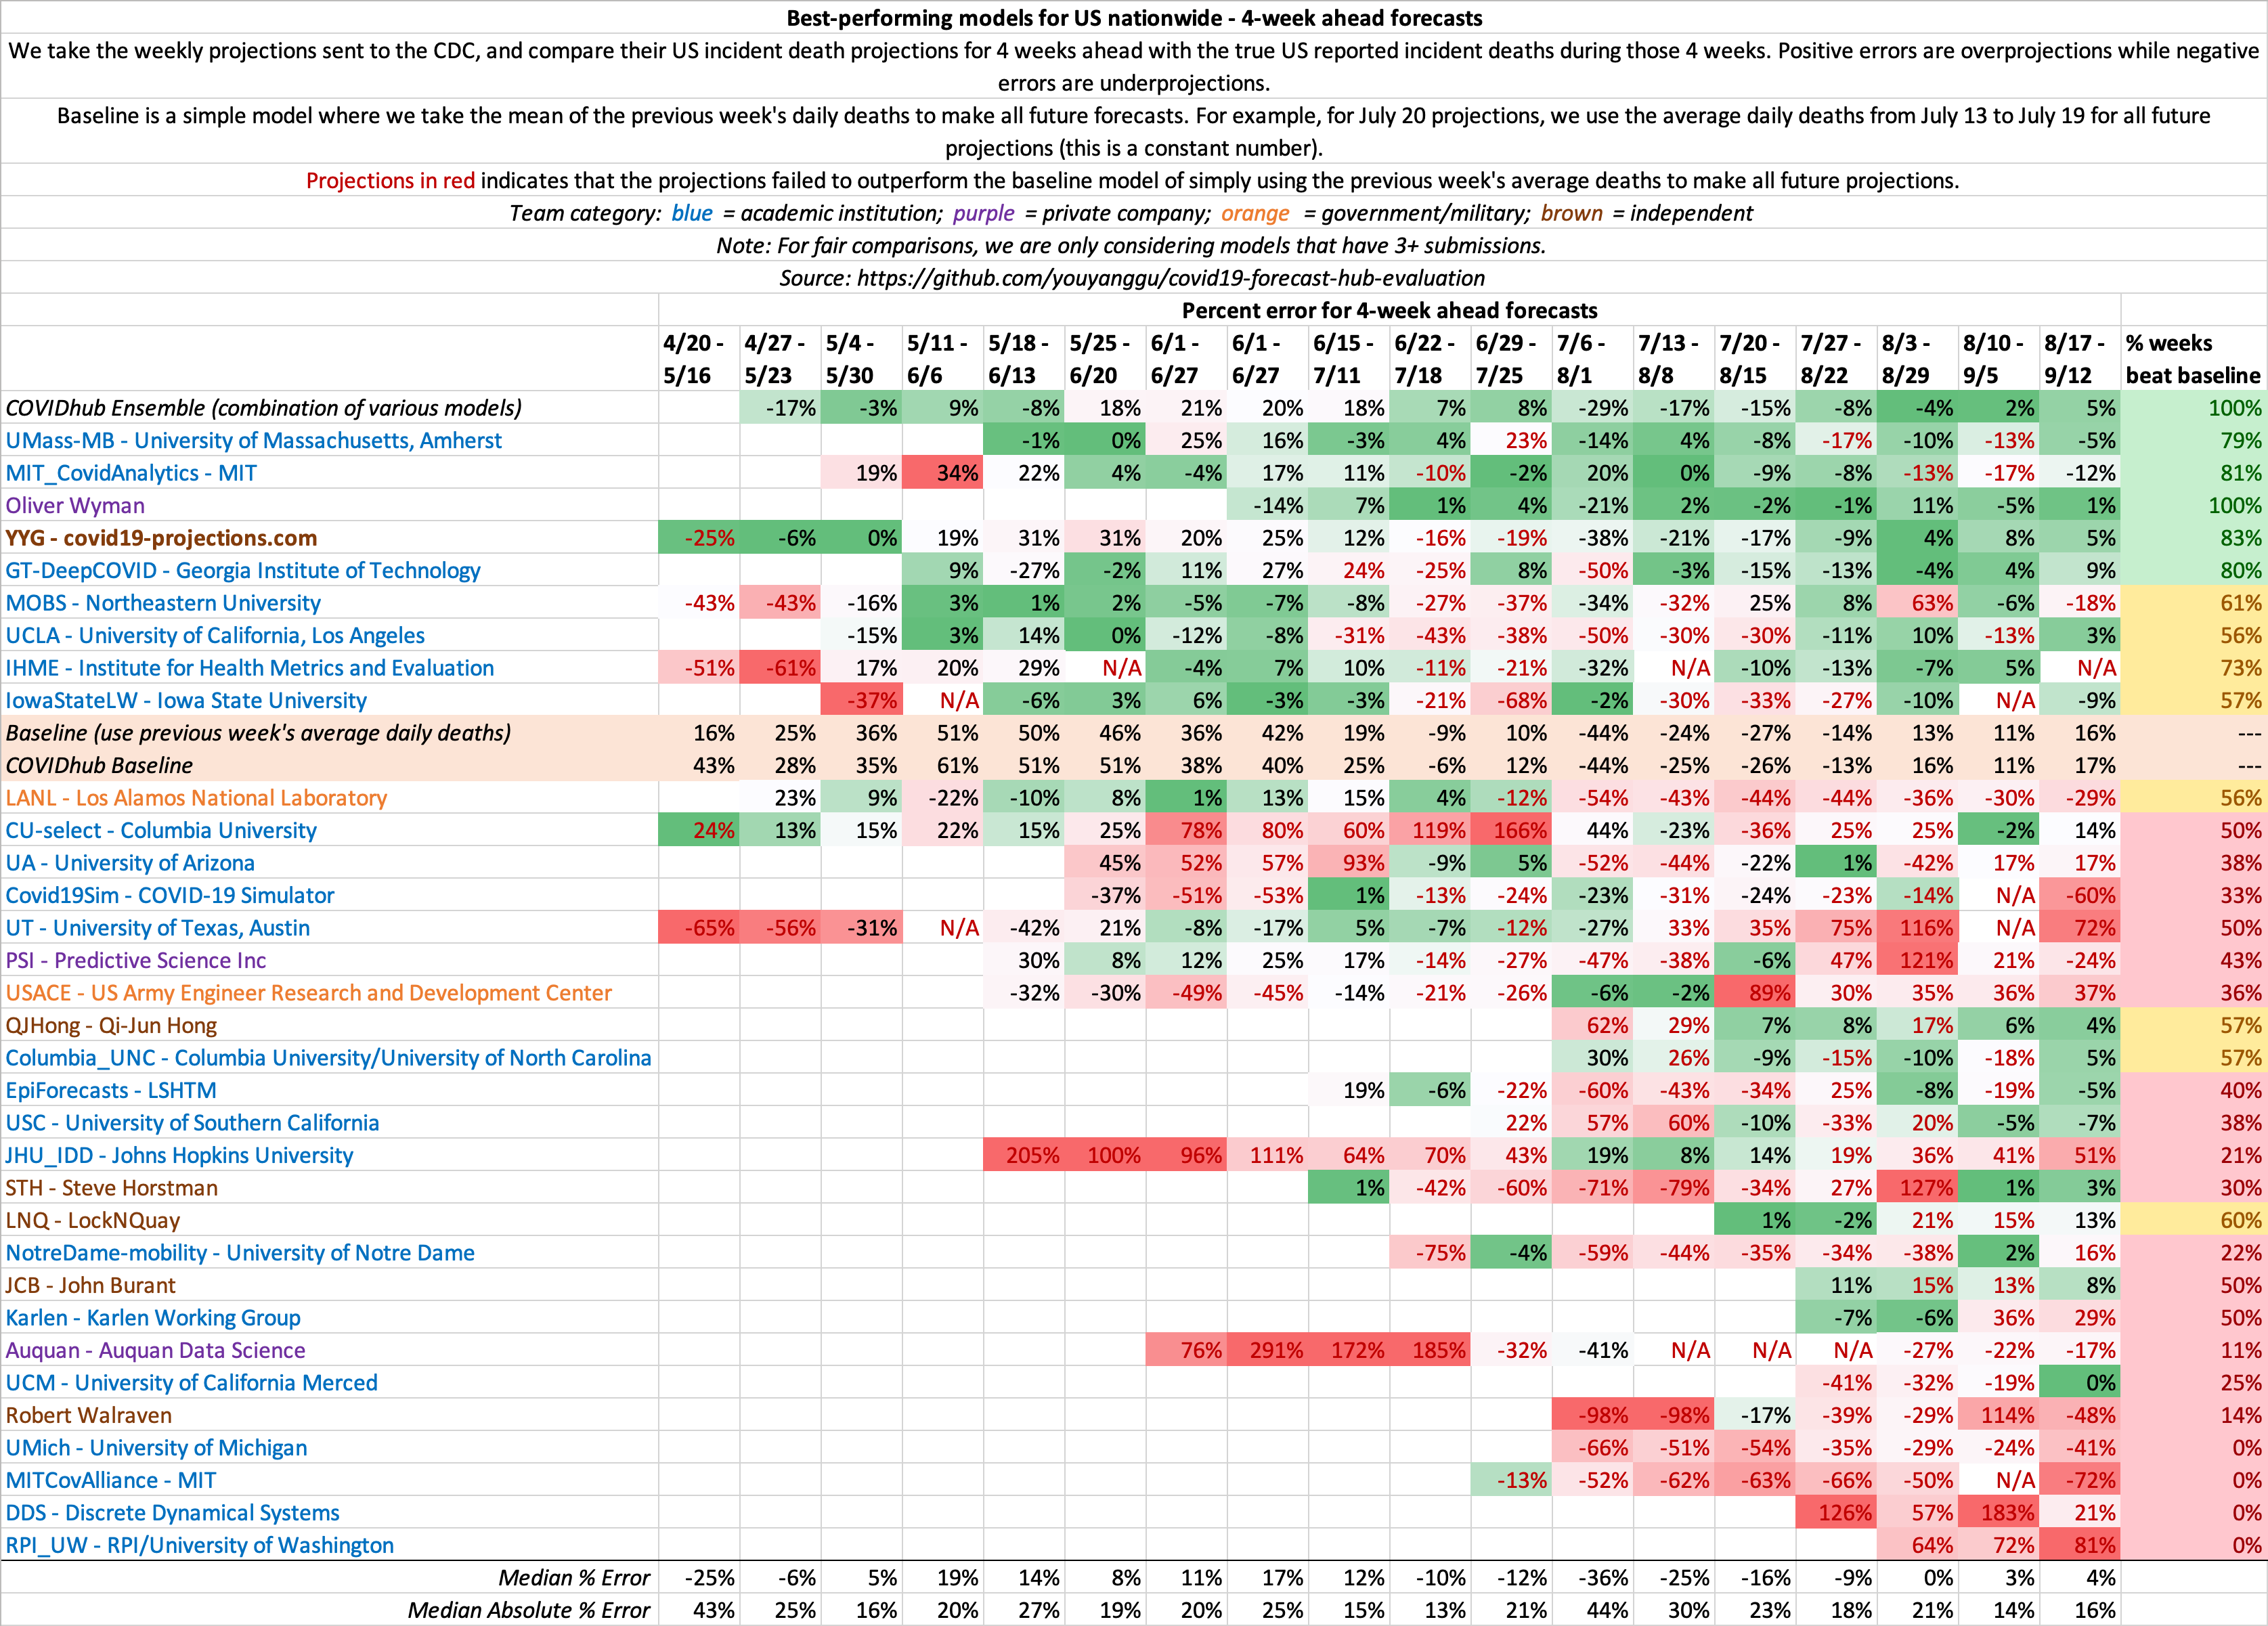 Best-performing models for US nationwide - 4-week ahead forecasts
We take the weekly projections sent to the CDC, and compare their US incident death projections for 4 weeks ahead with the true US reported incident deaths during those 4 weeks. Positive errors are overprojections while negative
errors are underprojections.
Baseline is a simple model where we take the mean of the previous week's daily deaths to make all future forecasts. For example, for July 20 projections, we use the average daily deaths from July 13 to July 19 for all future
projections (this is a constant number).
Projections in red indicates that the projections failed to outperform the baseline model of simply using the previous week's average deaths to make all future projections.
Team category: blue = academic institution; purple = private company; orange = government/military; brown = independent
Note: For fair comparisons, we are only considering models that have 3+ submissions.
Source: https://github.com/youyanggu/covid19-forecast-hub-evaluation
Percent error for 4-week ahead forecasts
4/20 - 4/27 - 5/4 - 5/11 - 5/18 - 5/25 - 6/1 - 6/1 - 6/15 - 6/22 - 6/29 - 7/6 - 7/13 - 7/20 - 7/27 - 8/3 - 8/10 - 8/17 - % weeks
5/16 5/23 5/30 6/6 6/13 6/20 6/27 6/27 7/11 7/18 7/25 8/1 8/8 8/15 8/22 8/29 9/5 9/12 beat baseline
COVIDhub Ensemble (combination of various models) -17% -3% 9% -8% 18% 21% 20% 18% 7% 8% -29% -17% -15% -8% -4% 2% 5% 100%
UMass-MB - University of Massachusetts, Amherst -1% 0% 25% 16% -3% 4% 23% -14% 4% -8% -17% -10% -13% -5% 79%
MIT_CovidAnalytics - MIT 19% 34% 22% 4% -4% 17% 11% -10% -2% 20% 0% -9% -8% -13% -17% -12% 81%
Oliver Wyman -14% 7% 1% 4% -21% 2% -2% -1% 11% -5% 1% 100%
YYG - covid19-projections.com -25% -6% 0% 19% 31% 31% 20% 25% 12% -16% -19% -38% -21% -17% -9% 4% 8% 5% 83%
GT-DeepCOVID - Georgia Institute of Technology 9% -27% -2% 11% 27% 24% -25% 8% -50% -3% -15% -13% -4% 4% 9% 80%
MOBS - Northeastern University -43% -43% -16% 3% 1% 2% -5% -7% -8% -27% -37% -34% -32% 25% 8% 63% -6% -18% 61%
UCLA - University of California, Los Angeles -15% 3% 14% 0% -12% -8% -31% -43% -38% -50% -30% -30% -11% 10% -13% 3% 56%
IHME - Institute for Health Metrics and Evaluation -51% -61% 17% 20% 29% N/A -4% 7% 10% -11% -21% -32% N/A -10% -13% -7% 5% N/A 73%
IowaStateLW - Iowa State University -37% N/A -6% 3% 6% -3% -3% -21% -68% -2% -30% -33% -27% -10% N/A -9% 57%
Baseline (use previous week's average daily deaths) 16% 25% 36% 51% 50% 46% 36% 42% 19% -9% 10% -44% -24% -27% -14% 13% 11% 16% ---
COVIDhub Baseline 43% 28% 35% 61% 51% 51% 38% 40% 25% -6% 12% -44% -25% -26% -13% 16% 11% 17% ---
LANL - Los Alamos National Laboratory 23% 9% -22% -10% 8% 1% 13% 15% 4% -12% -54% -43% -44% -44% -36% -30% -29% 56%
CU-select - Columbia University 24% 13% 15% 22% 15% 25% 78% 80% 60% 119% 166% 44% -23% -36% 25% 25% -2% 14% 50%
UA - University of Arizona 45% 52% 57% 93% -9% 5% -52% -44% -22% 1% -42% 17% 17% 38%
Covid19Sim - COVID-19 Simulator -37% -51% -53% 1% -13% -24% -23% -31% -24% -23% -14% N/A -60% 33%
UT - University of Texas, Austin -65% -56% -31% N/A -42% 21% -8% -17% 5% -7% -12% -27% 33% 35% 75% 116% N/A 72% 50%
PSI - Predictive Science Inc 30% 8% 12% 25% 17% -14% -27% -47% -38% -6% 47% 121% 21% -24% 43%
USACE - US Army Engineer Research and Development Center -32% -30% -49% -45% -14% -21% -26% -6% -2% 89% 30% 35% 36% 37% 36%
QJHong - Qi-Jun Hong 62% 29% 7% 8% 17% 6% 4% 57%
Columbia_UNC - Columbia University/University of North Carolina 30% 26% -9% -15% -10% -18% 5% 57%
EpiForecasts - LSHTM 19% -6% -22% -60% -43% -34% 25% -8% -19% -5% 40%
USC - University of Southern California 22% 57% 60% -10% -33% 20% -5% -7% 38%
JHU_IDD - Johns Hopkins University 205% 100% 96% 111% 64% 70% 43% 19% 8% 14% 19% 36% 41% 51% 21%
STH - Steve Horstman 1% -42% -60% -71% -79% -34% 27% 127% 1% 3% 30%
LNQ - LockNQuay 1% -2% 21% 15% 13% 60%
NotreDame-mobility - University of Notre Dame -75% -4% -59% -44% -35% -34% -38% 2% 16% 22%
JCB - John Burant 11% 15% 13% 8% 50%
Karlen - Karlen Working Group -7% -6% 36% 29% 50%
Auquan - Auquan Data Science 76% 291% 172% 185% -32% -41% N/A N/A N/A -27% -22% -17% 11%
UCM - University of California Merced -41% -32% -19% 0% 25%
Robert Walraven -98% -98% -17% -39% -29% 114% -48% 14%
UMich - University of Michigan -66% -51% -54% -35% -29% -24% -41% 0%
MITCovAlliance - MIT -13% -52% -62% -63% -66% -50% N/A -72% 0%
DDS - Discrete Dynamical Systems 126% 57% 183% 21% 0%
RPI_UW - RPI/University of Washington 64% 72% 81% 0%
Median % Error -25% -6% 5% 19% 14% 8% 11% 17% 12% -10% -12% -36% -25% -16% -9% 0% 3% 4%
Median Absolute % Error 43% 25% 16% 20% 27% 19% 20% 25% 15% 13% 21% 44% 30% 23% 18% 21% 14% 16%